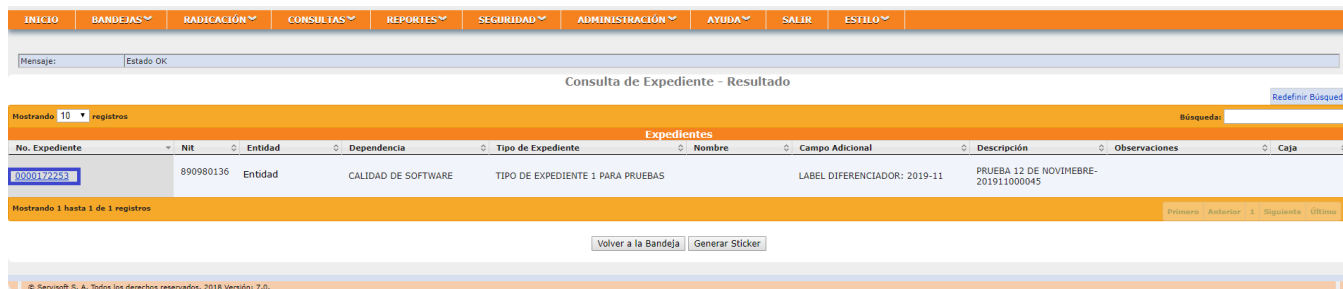 INICIO BANDEJAS RADICACIÓN CONSULTAS REPORTES SEGURIDAD ADMINISTRACIÓN AYUDA SALIR ESTILO
Mensaje: Estado OK
Consulta de Expediente - Resultado
Redefinir Búsqued
Mostrando 10 registros Búsqueda:
Expedientes
No. Expediente Nit Entidad Dependencia Tipo de Expediente Nombre Campo Adicional Descripción Observaciones Caja
0000172253 890980136 Entidad CALIDAD DE SOFTWARE TIPO DE EXPEDIENTE 1 PARA PRUEBAS LABEL DIFERENCIADOR: 2019-11 PRUEBA 12 DE NOVIMEBRE-
201911000045
Mostrando 1 hasta 1 de 1 registros Primero Anterior 1 Siguiente Último
Volver a la Bandeja Generar Sticker
© Servisoft S. A. Todos los derechos reservados. 2018 Versión: 7.0.